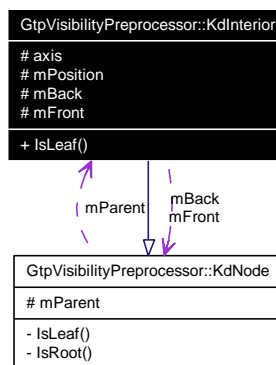 GtpVisibilityPreprocessor::KdInterior
# axis
# mPosition
# mBack
# mFront
+ IsLeaf()
mParent
mBack
mFront
GtpVisibilityPreprocessor::KdNode
# mParent
- IsLeaf()
- IsRoot()